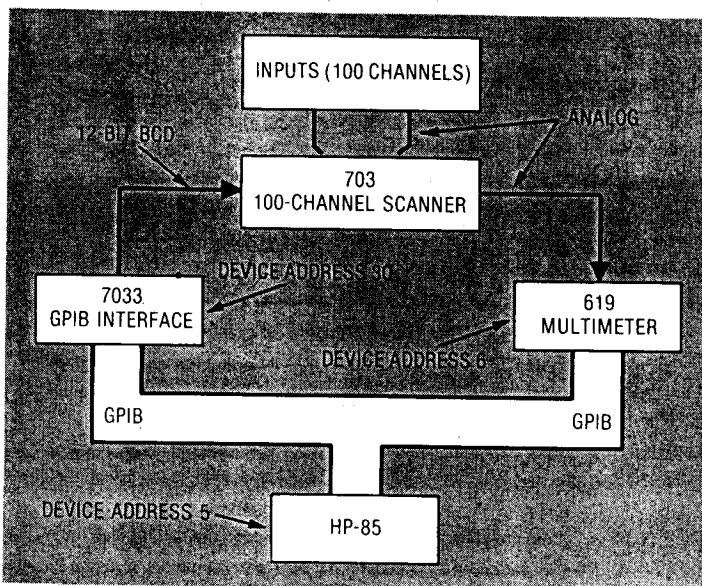 INPUTS (100 CHANNELS)
12-BIT BCD
ANALOG
703
100-CHANNEL SCANNER
DEVICE ADDRESS 30
7033
GPIB INTERFACE
619
MULTIMETER
DEVICE ADDRESS 6
GPIB
GPIB
DEVICE ADDRESS 5
HP-85